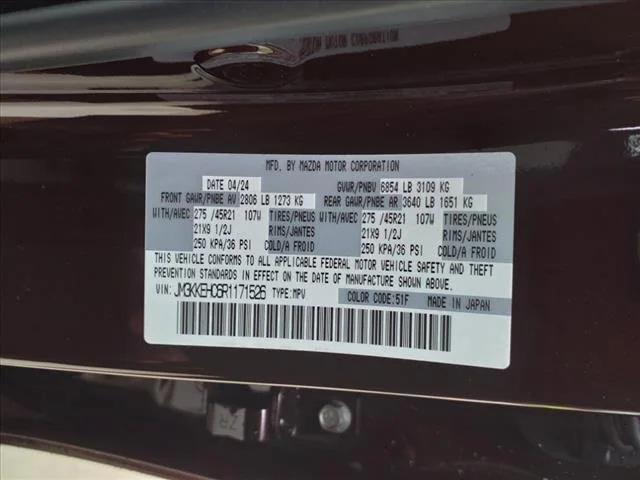 MFD. BY MAZDA MOTOR CORPORATION
DATE 04/24 GVWR/PNBV 6854 LB 3109 KG
FRONT GAWR/PNBE AV 2806 LB 1273 KG REAR GAWR/PNBE AR 3640 LB 1651 KG
WITH/AVEC 275 /45R21 107W TIRES/PNEUS WITH/AVEC 275 /45R21 107W TIRES/PNEUS
21X9 1/2J RIMS/JANTES 21X9 1/2J RIMS/JANTES
250 KPA/36 PSI COLD/A FROID 250 KPA/36 PSI COLD/A FROID
THIS VEHICLE CONFORMS TO ALL APPLICABLE FEDERAL MOTOR VEHICLE SAFETY AND THEFT
PREVENTION STANDARDS IN EFFECT ON THE DATE OF MANUFACTURE SHOWN ABOVE.
VIN: JM3KKEHC6R1171526 TYPE:MPV COLOR CODE:51F MADE IN JAPAN